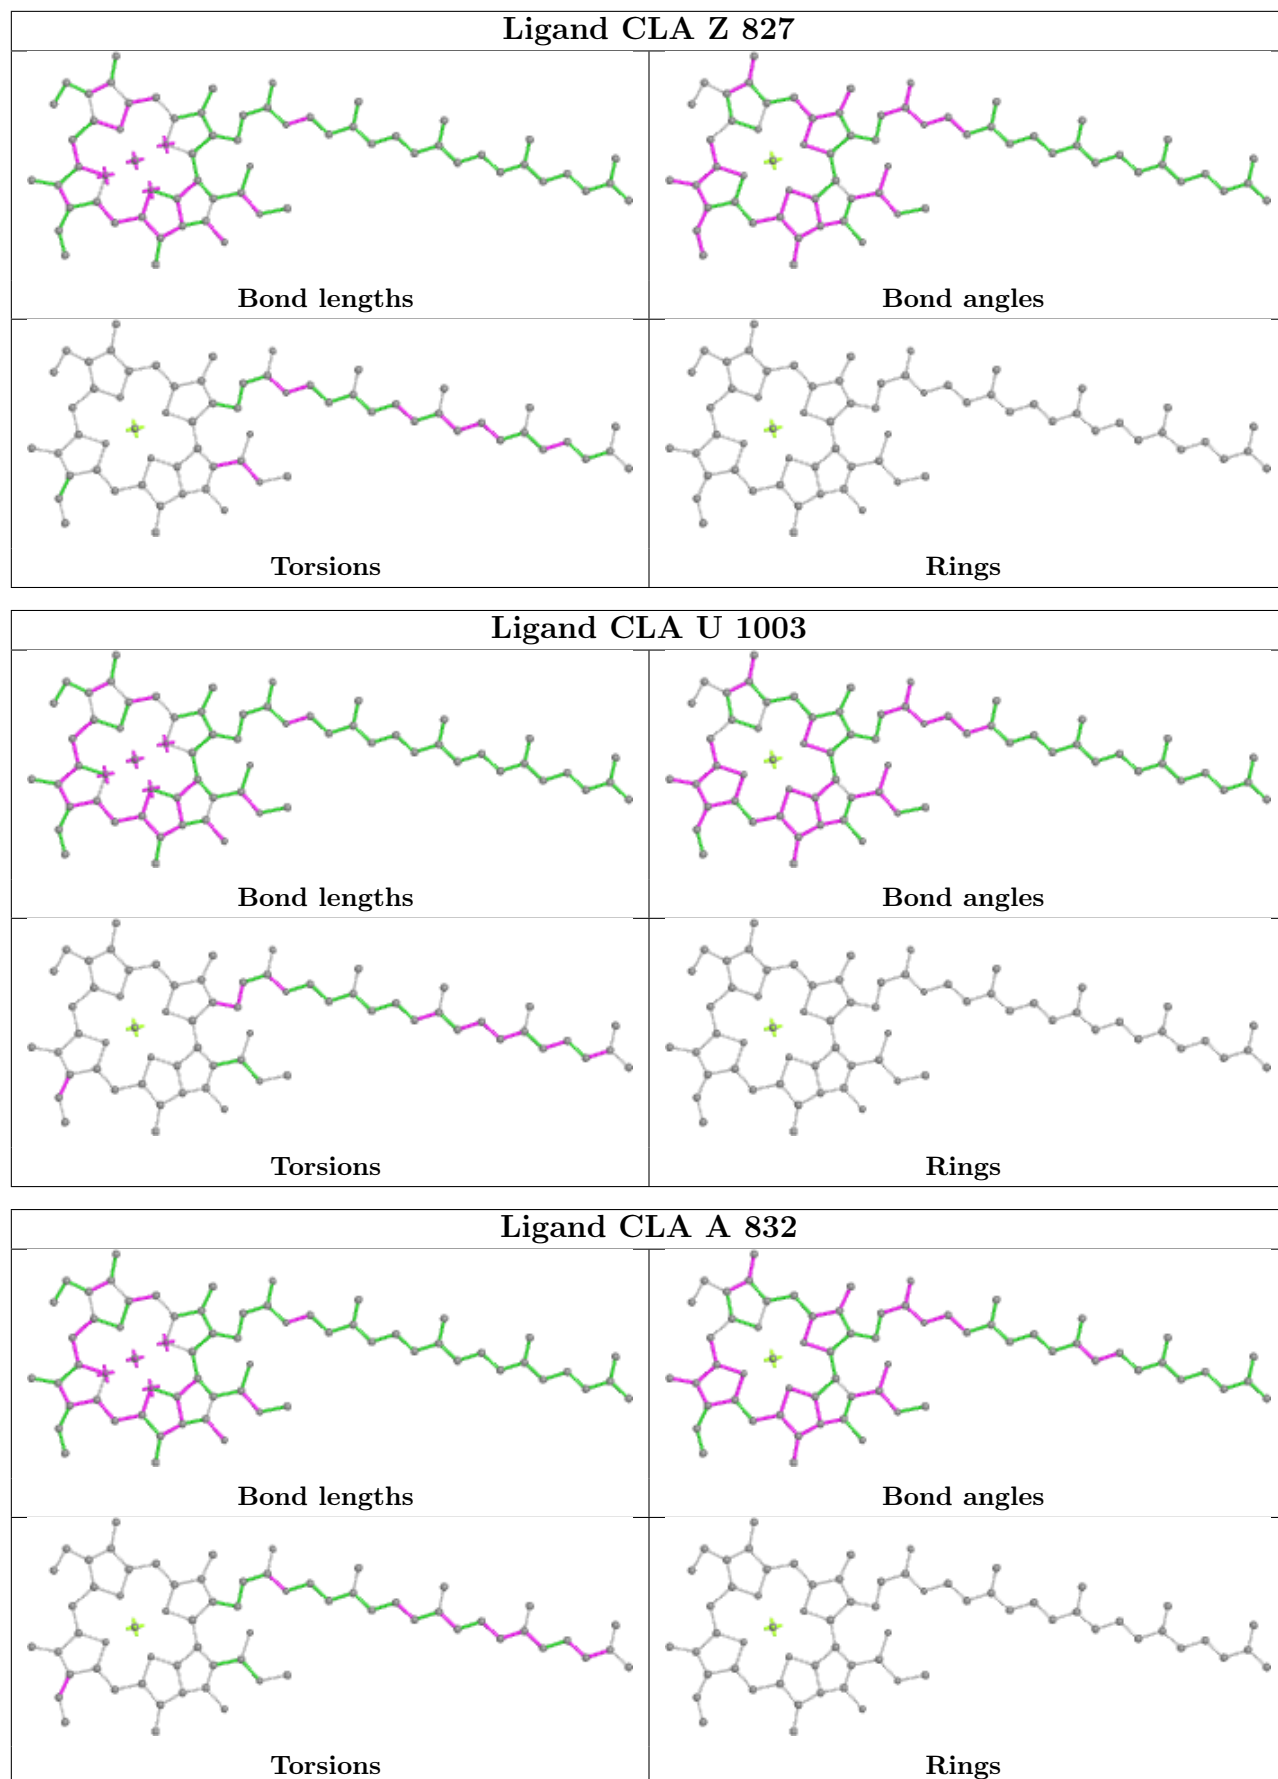 Ligand CLA Z 827
Bond lengths
Bond angles
Torsions
Rings
Ligand CLA U 1003
Bond lengths
Bond angles
Torsions
Rings
Ligand CLA A 832
Bond lengths
Bond angles
Torsions
Rings